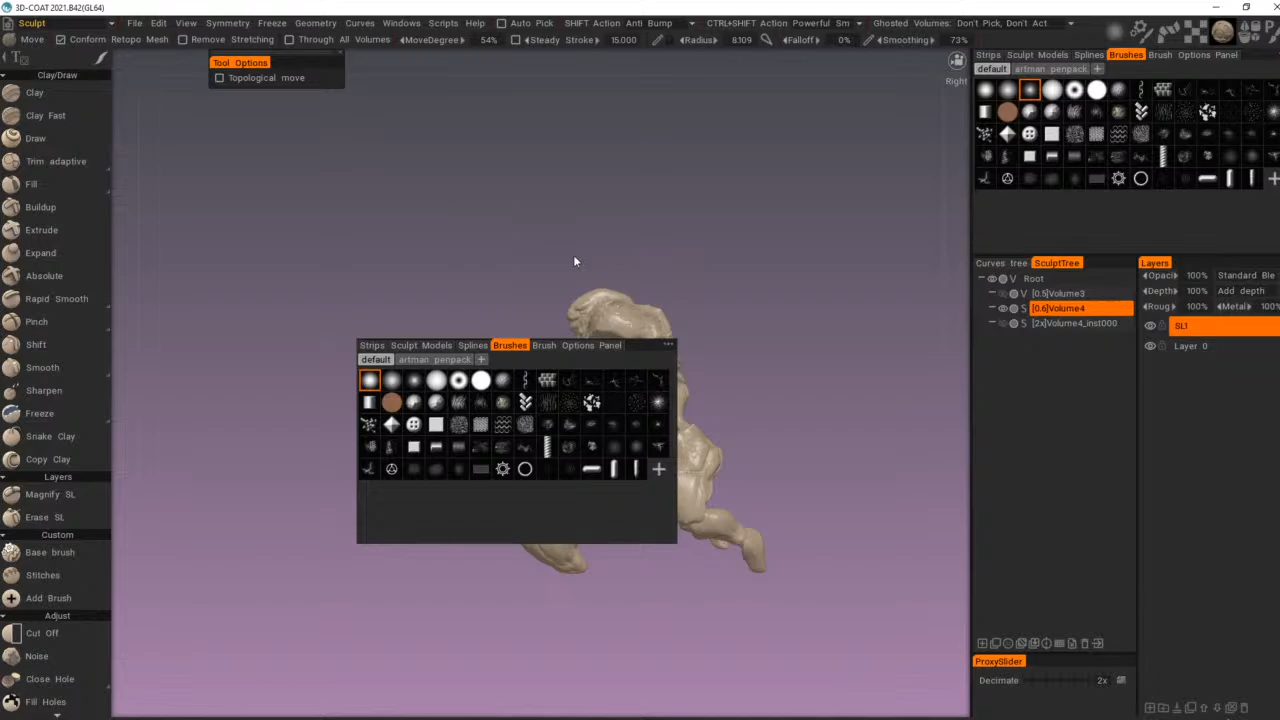 3D-COAT 2021.B42(GL64)
Sculpt File Edit View Symmetry Freeze Geometry Curves Windows Scripts Help Auto Pick SHIFT Action Anti Bump CTRL+SHIFT Action Powerful Sm Ghosted Volumes: Don't Pick, Don't Act
Move Conform Retopo Mesh Remove Stretching Through All Volumes MoveDegree 54% Steady Stroke 15.000 Radius 8.109 Falloff 0% Smoothing 73%
Tool Options
Topological move
Right
Clay/Draw
Clay
Clay Fast
Draw
Trim adaptive
Fill
Buildup
Extrude
Expand
Absolute
Rapid Smooth
Pinch
Shift
Smooth
Sharpen
Freeze
Snake Clay
Copy Clay
Layers
Magnify SL
Erase SL
Custom
Base brush
Stitches
Add Brush
Adjust
Cut Off
Noise
Close Hole
Fill Holes
Strips Sculpt Models Splines Brushes Brush Options Panel
default artman penpack +
Strips Sculpt Models Splines Brushes Brush Options Panel
default artman penpack +
Curves tree SculptTree
V Root
V [0.5]Volume3
S [0.6]Volume4
S [2x]Volume4_inst000
ProxySlider
Decimate 2x
Layers
Opaci 100% Standard Ble
Depth 100% Add depth
Roug 100% Metal 100%
SL1
Layer 0